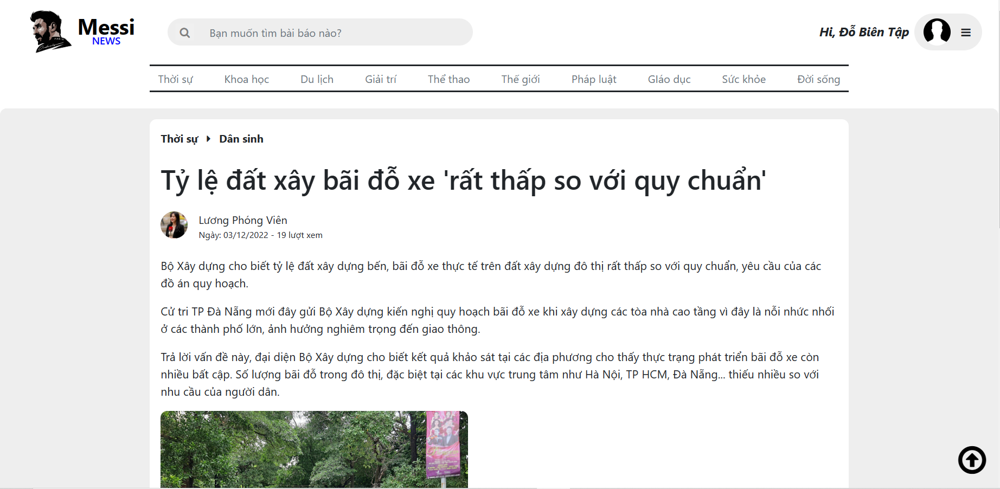 Messi
NEWS
Bạn muốn tìm bài báo nào?
Hi, Đỗ Biên Tập
Thời sự Khoa học Du lịch Giải trí Thể thao Thế giới Pháp luật GIáo dục Sức khỏe Đời sống
Thời sự Dân sinh
Tỷ lệ đất xây bãi đỗ xe 'rất thấp so với quy chuẩn'
Lương Phóng Viên
Ngày: 03/12/2022 - 19 lượt xem
Bộ Xây dựng cho biết tỷ lệ đất xây dựng bến, bãi đỗ xe thực tế trên đất xây dựng đô thị rất thấp so với quy chuẩn, yêu cầu của các
đồ án quy hoạch.
Cử tri TP Đà Nẵng mới đây gửi Bộ Xây dựng kiến nghị quy hoạch bãi đỗ xe khi xây dựng các tòa nhà cao tầng vì đây là nỗi nhức nhối
ở các thành phố lớn, ảnh hưởng nghiêm trọng đến giao thông.
Trả lời vấn đề này, đại diện Bộ Xây dựng cho biết kết quả khảo sát tại các địa phương cho thấy thực trạng phát triển bãi đỗ xe còn
nhiều bất cập. Số lượng bãi đỗ trong đô thị, đặc biệt tại các khu vực trung tâm như Hà Nội, TP HCM, Đà Nẵng... thiếu nhiều so với
nhu cầu của người dân.